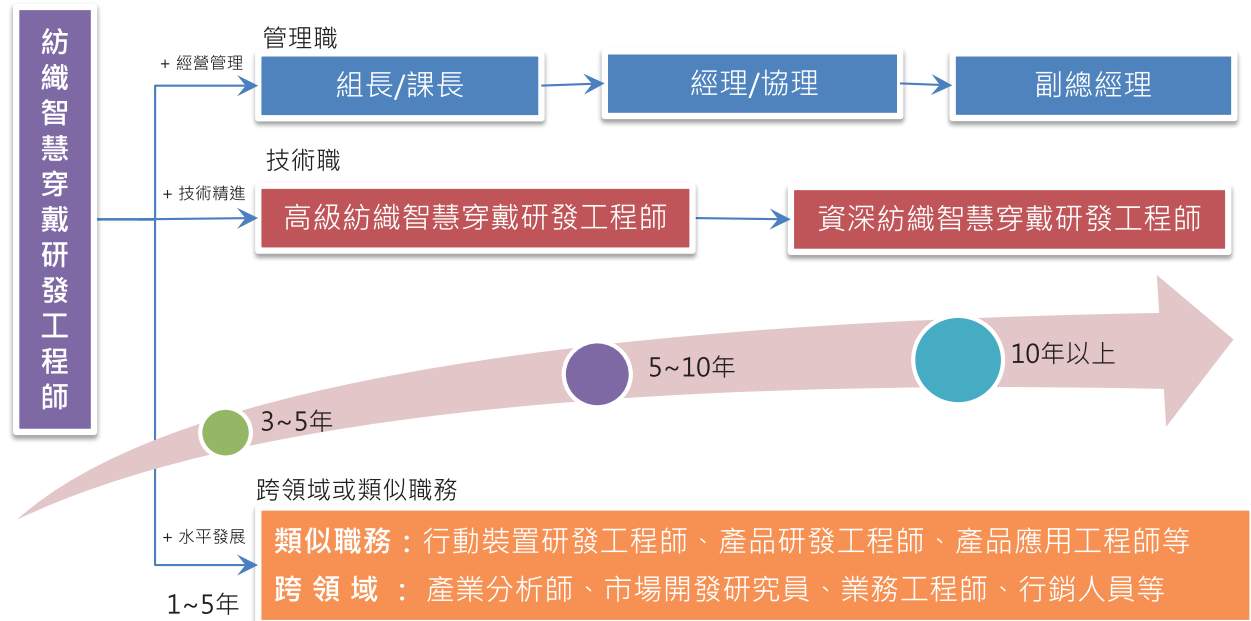 紡織智慧穿戴研發工程師
管理職
+ 經營管理
組長/課長
經理/協理
副總經理
技術職
+ 技術精進
高級紡織智慧穿戴研發工程師
資深紡織智慧穿戴研發工程師
10年以上
5~10年
3~5年
跨領域或類似職務
+ 水平發展
類似職務：行動裝置研發工程師、產品研發工程師、產品應用工程師等
跨 領 域 ： 產業分析師、市場開發研究員、業務工程師、行銷人員等
1~5年